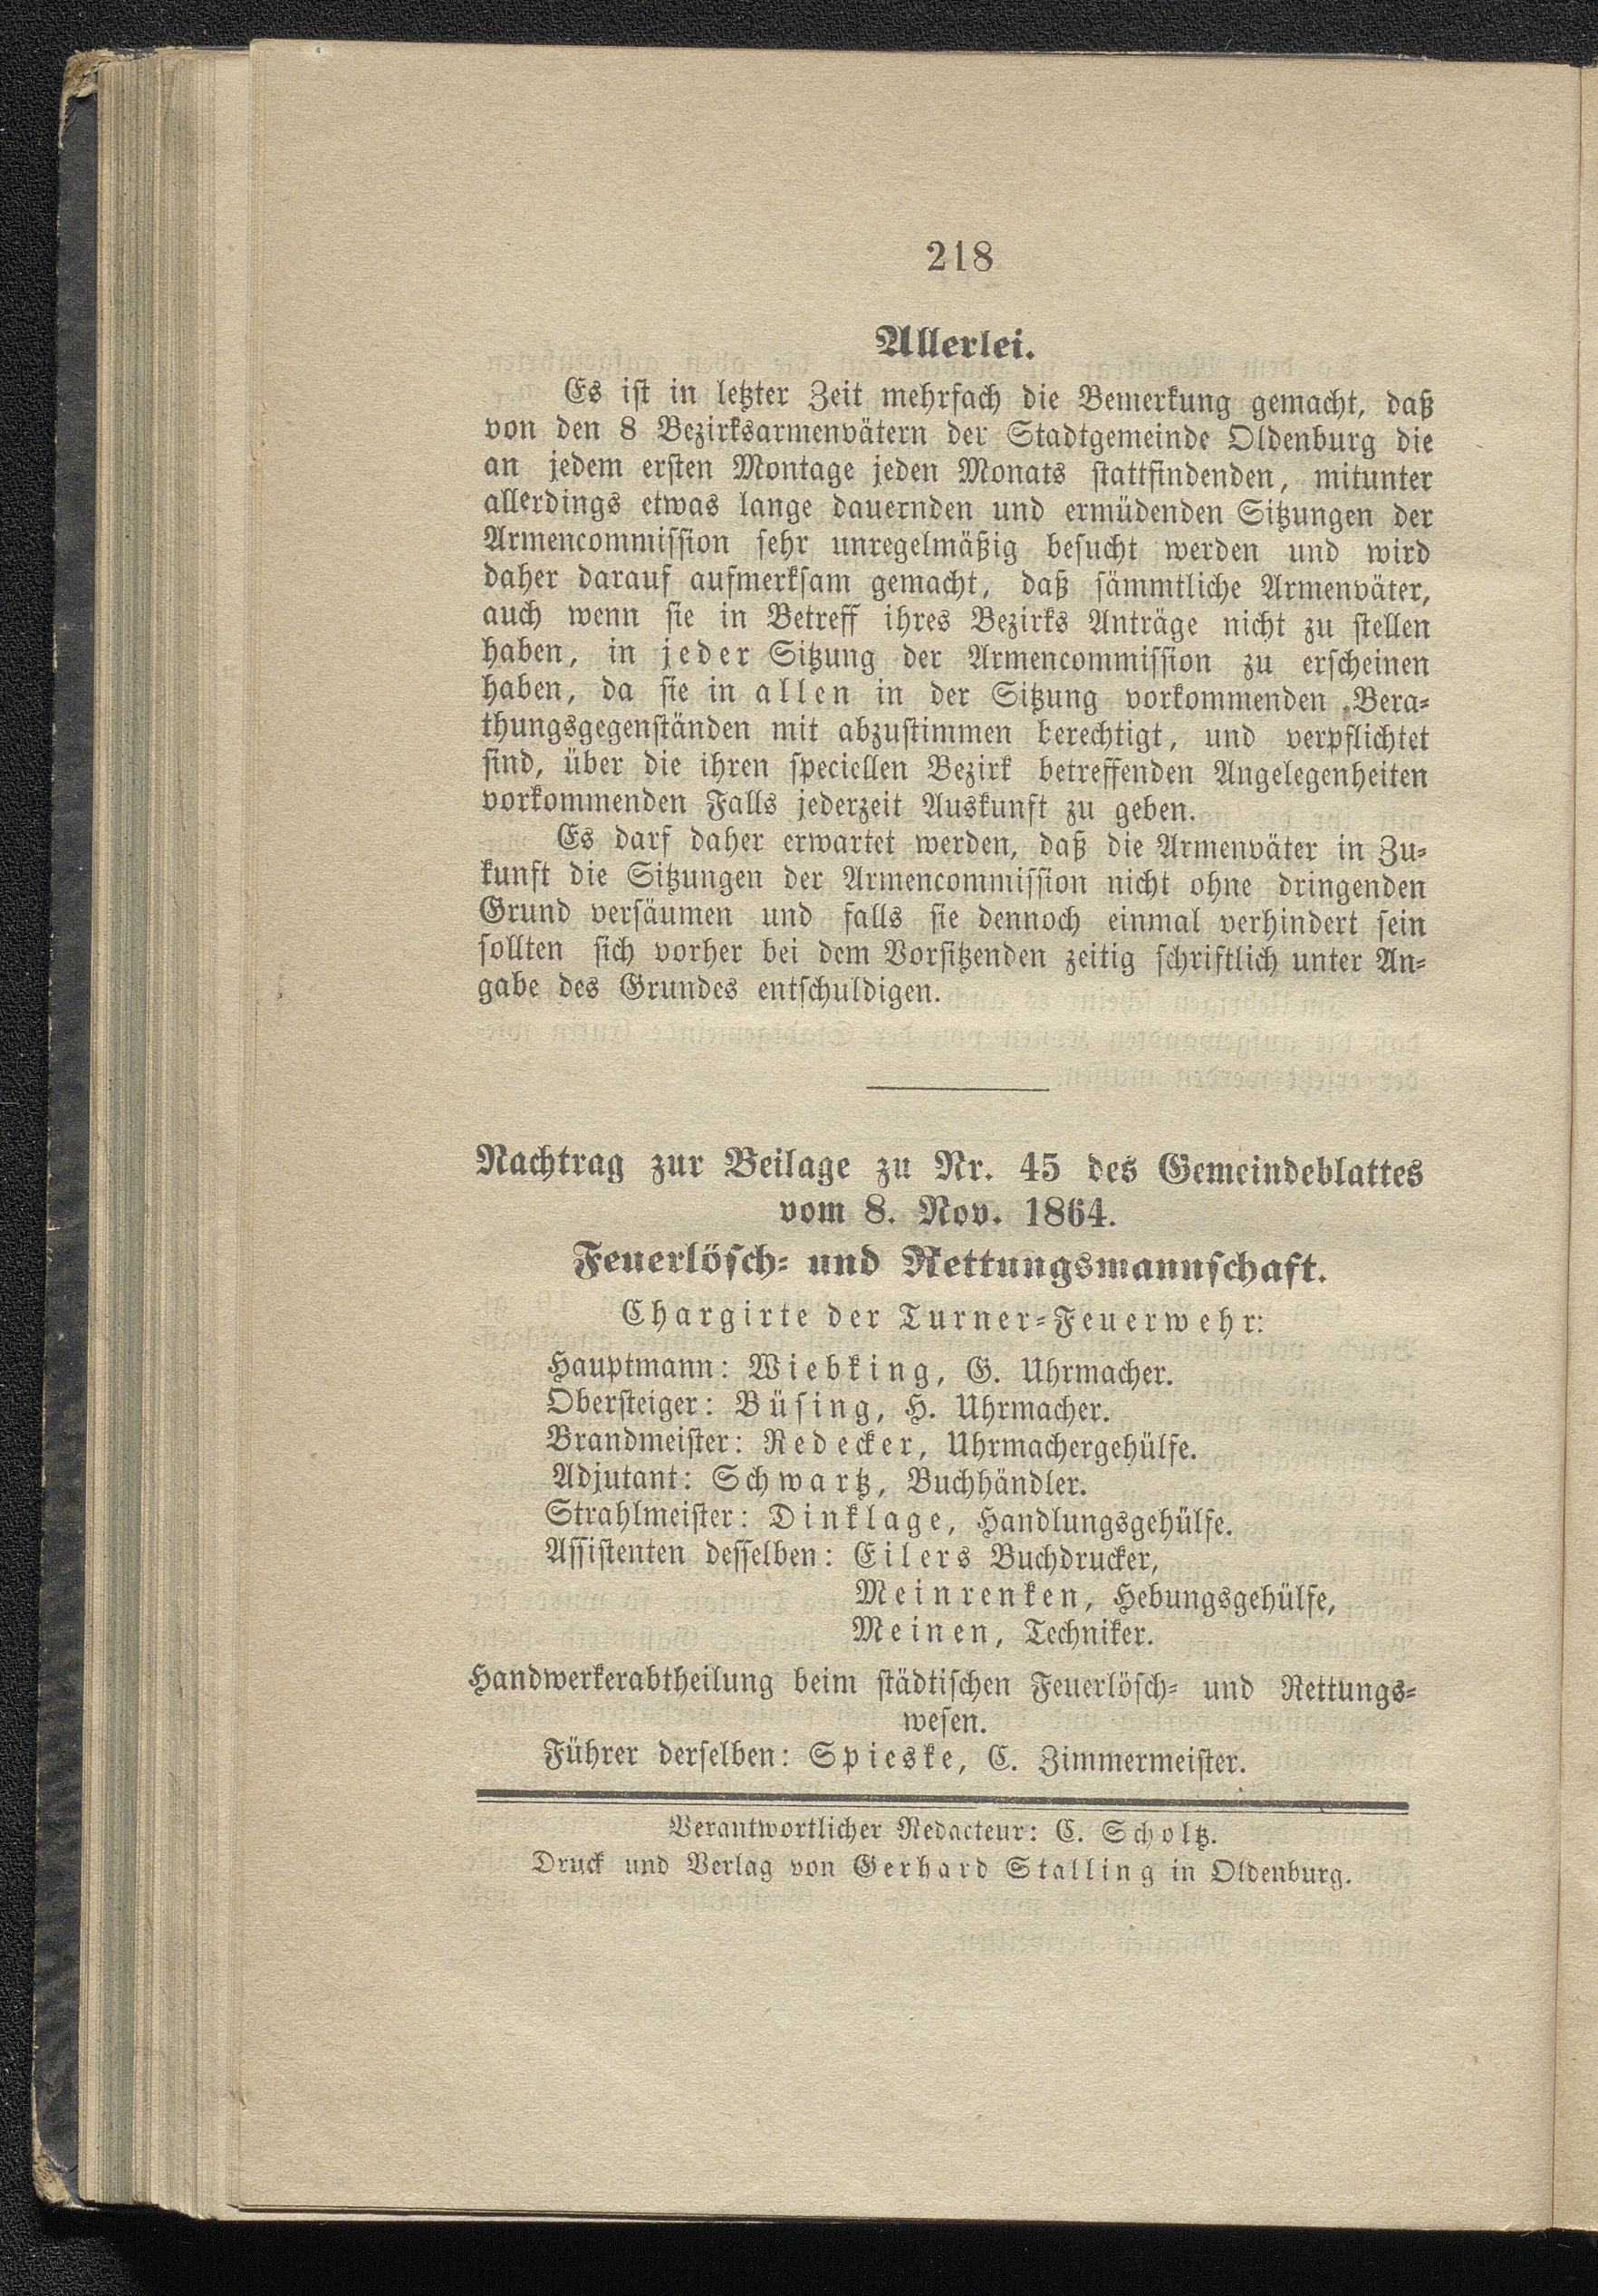 218
Allerlei.
Es ist in letzter Zeit mehrfach die Bemerkung gemacht, daß
von den 8 Bezirksarmenvätern der Stadtgemeinde Oldenburg die
an jedem ersten Montage jeden Monats stattfindenden, mitunter
allerdings etwas lange dauernden und ermüdenden Sitzungen der
Armencommission sehr unregelmäßig besucht werden und wird
daher darauf aufmerksam gemacht, daß sämmtliche Armenväter,
auch wenn sie in Betreff ihres Bezirks Anträge nicht zu stellen
haben, in jeder Sitzung der Armencommission zu erscheinen
haben, da sie in allen in der Sitzung vorkommenden Bera-
thungsgegenständen mit abzustimmen berechtigt, und verpflichtet
sind, über die ihren speciellen Bezirk betreffenden Angelegenheiten
vorkommenden Falls jederzeit Auskunft zu geben.
Es darf daher erwartet werden, daß die Armenväter in Zu-
kunft die Sitzungen der Armencommission nicht ohne dringenden
Grund versäumen und falls sie dennoch einmal verhindert sein
sollten sich vorher bei dem Vorsitzenden zeitig schriftlich unter An-
gabe des Grundes entschuldigen.
Nachtrag zur Beilage zu Nr. 45 des Gemeindeblattes
vom 8. Nov. 1864.
Feuerlösch- und Rettungsmannschaft.
Chargirte der Turner-Feuerwehr:
Hauptmann: Wiebking, G. Uhrmacher.
Obersteiger: Büsing, H. Uhrmacher.
Brandmeister: Redecker, Uhrmachergehülfe.
Adjutant: Schwartz, Buchhändler.
Strahlmeister: Dinklage, Handlungsgehülfe.
Assistenten desselben: Eilers Buchdrucker,
Meinrenken, Hebungsgehülfe,
Meinen, Techniker.
Handwerkerabtheilung beim städtischen Feuerlösch- und Rettungs-
wesen.
Führer derselben: Spieske, C. Zimmermeister.
Verantwortlicher Redacteur: C. Scholtz.
Druck und Verlag von Gerhard Stalling in Oldenburg.